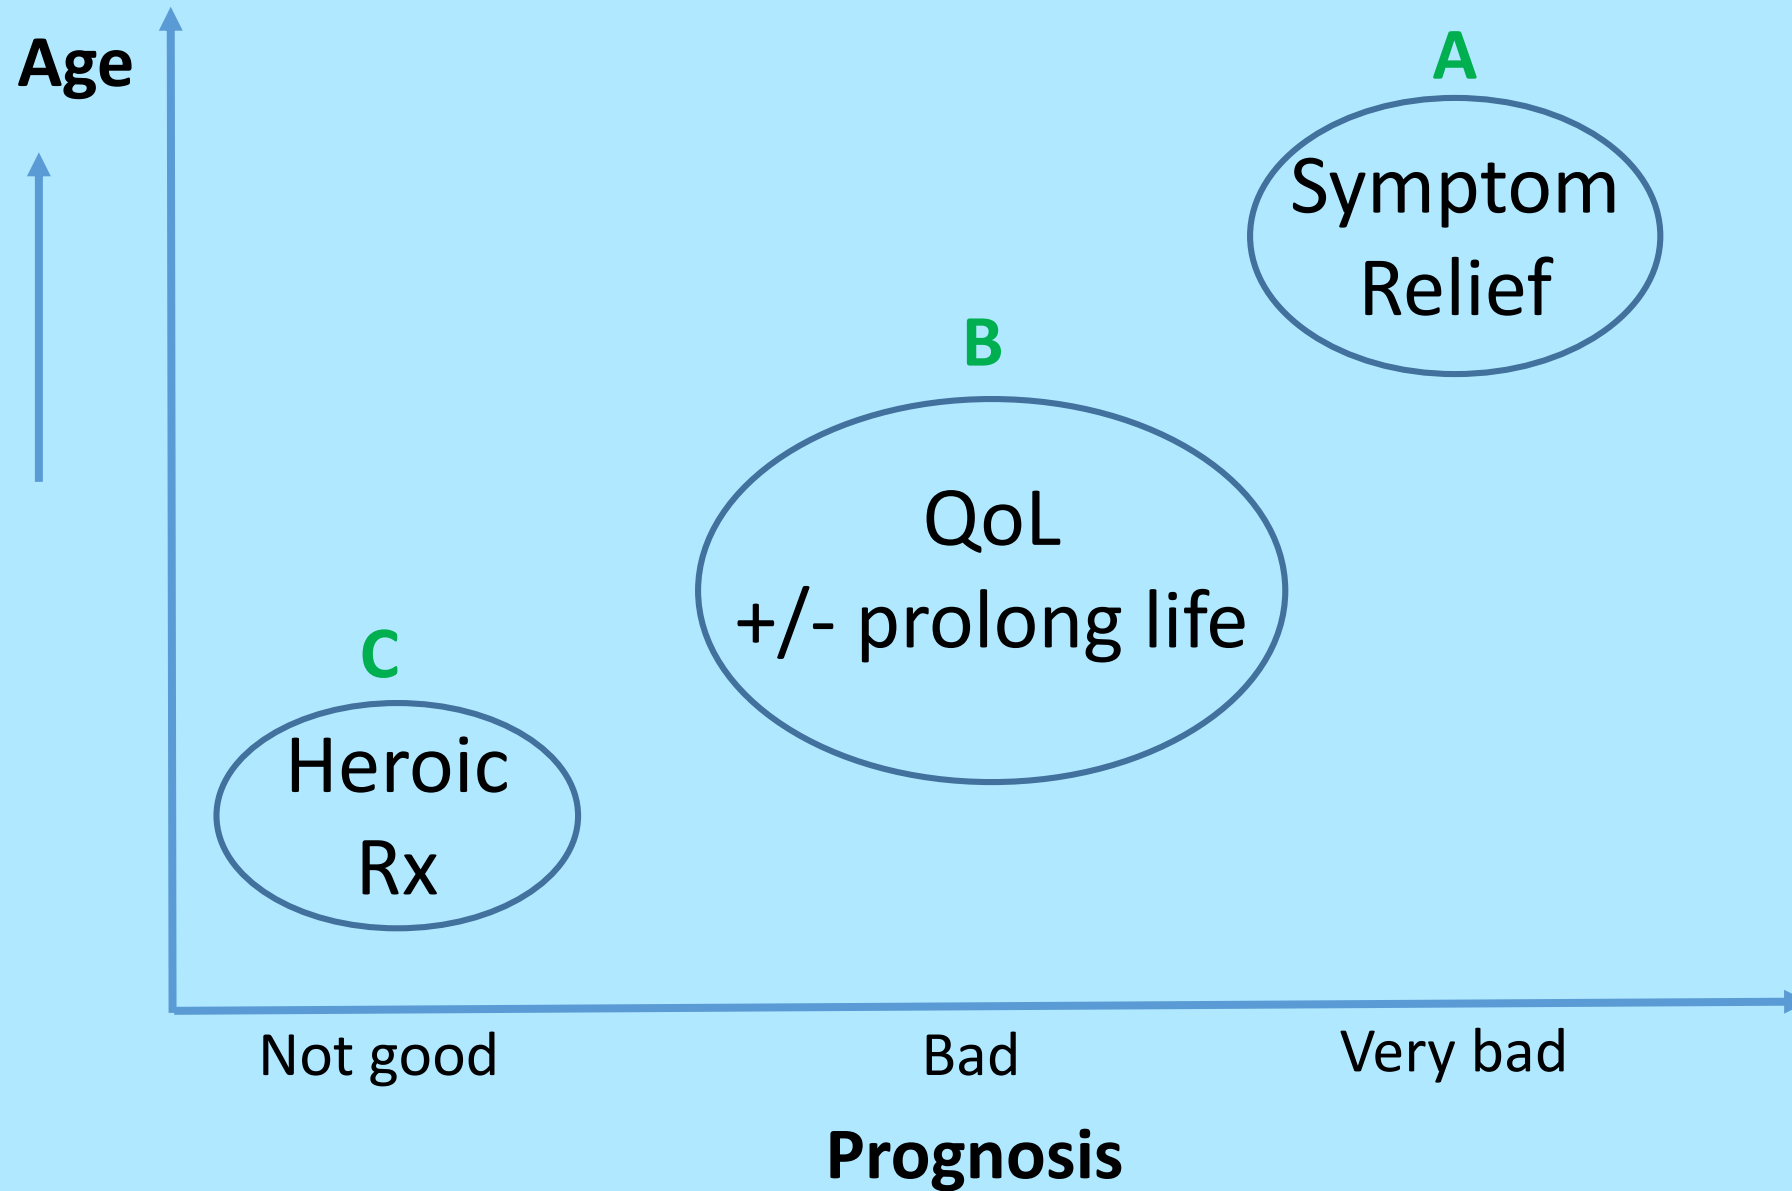 Age
A
Symptom
Relief
B
QoL
+/- prolong life
C
Heroic
Rx
Not good
Bad
Very bad
Prognosis